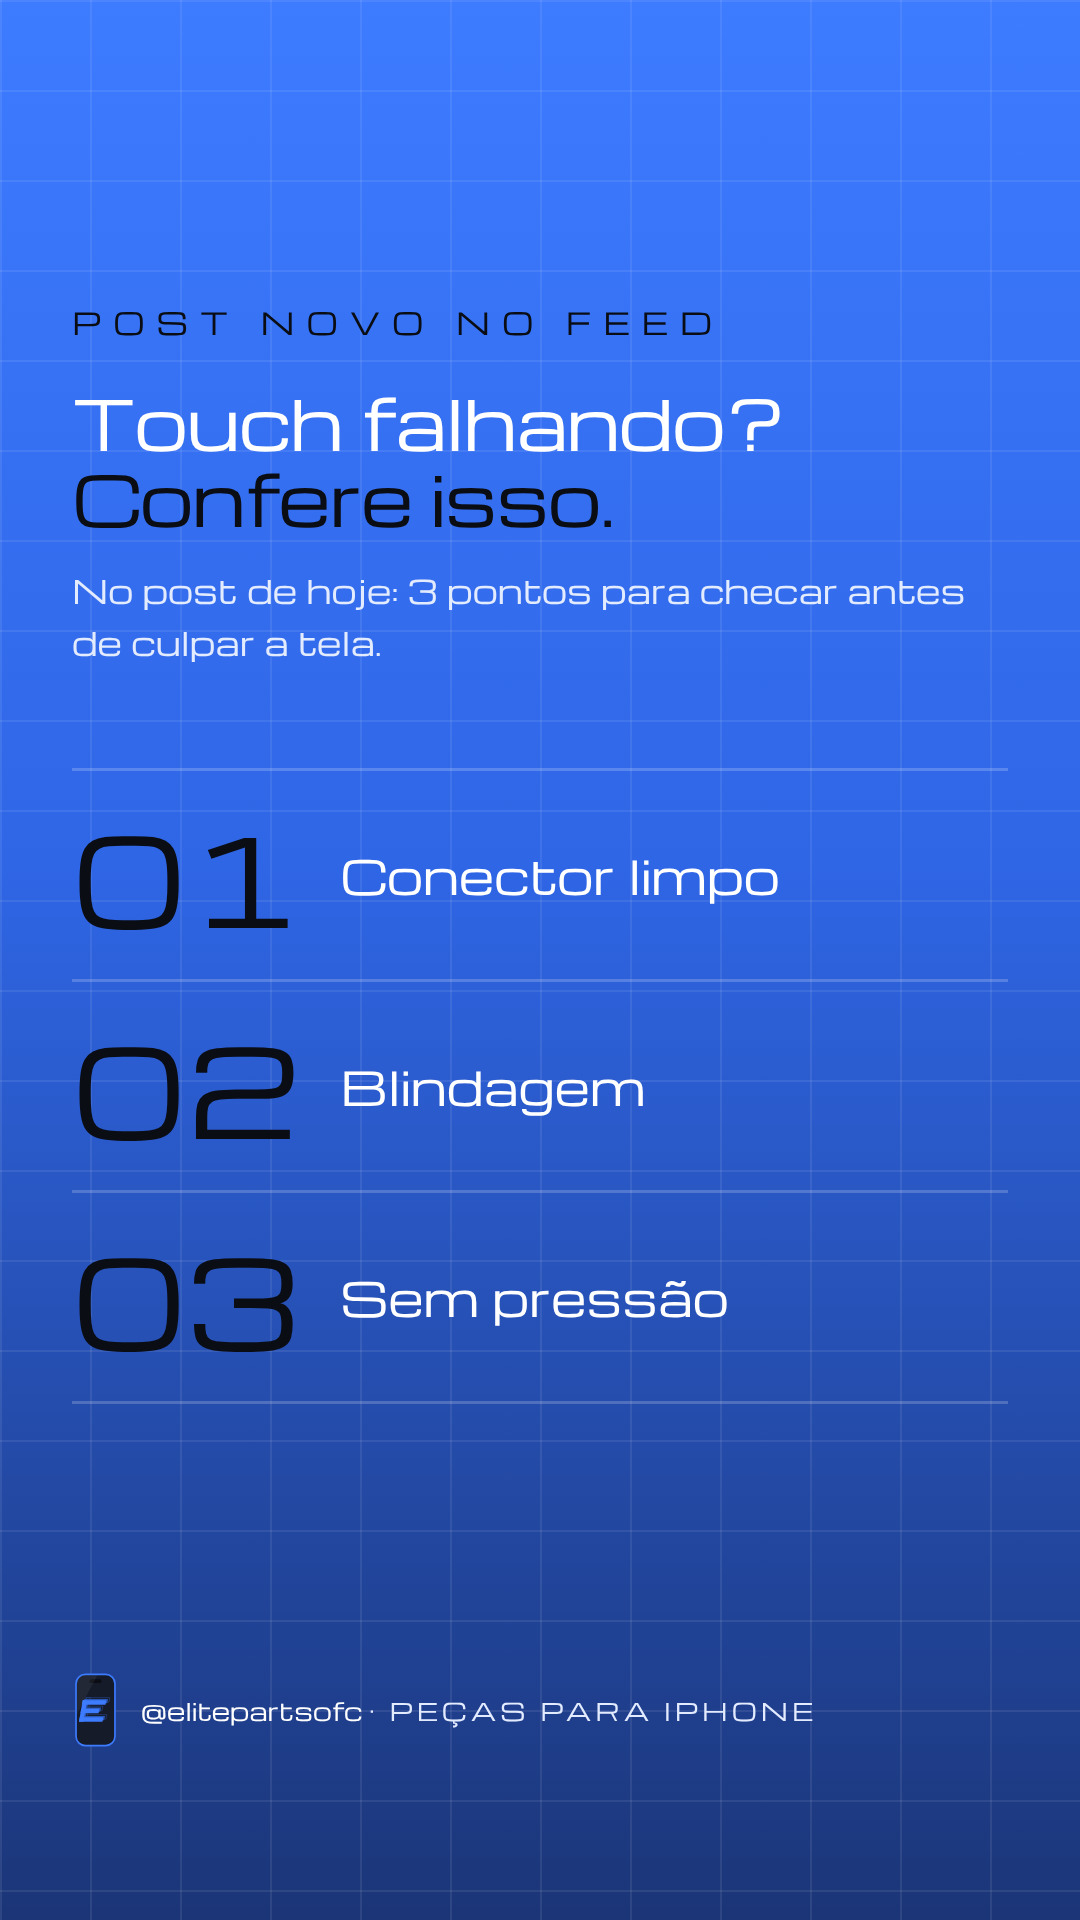 POST NOVO NO FEED
Touch falhando?
Confere isso.
No post de hoje: 3 pontos para checar antes
de culpar a tela.
01 Conector limpo
02 Blindagem
03 Sem pressão
E @elitepartsofc · PEÇAS PARA IPHONE